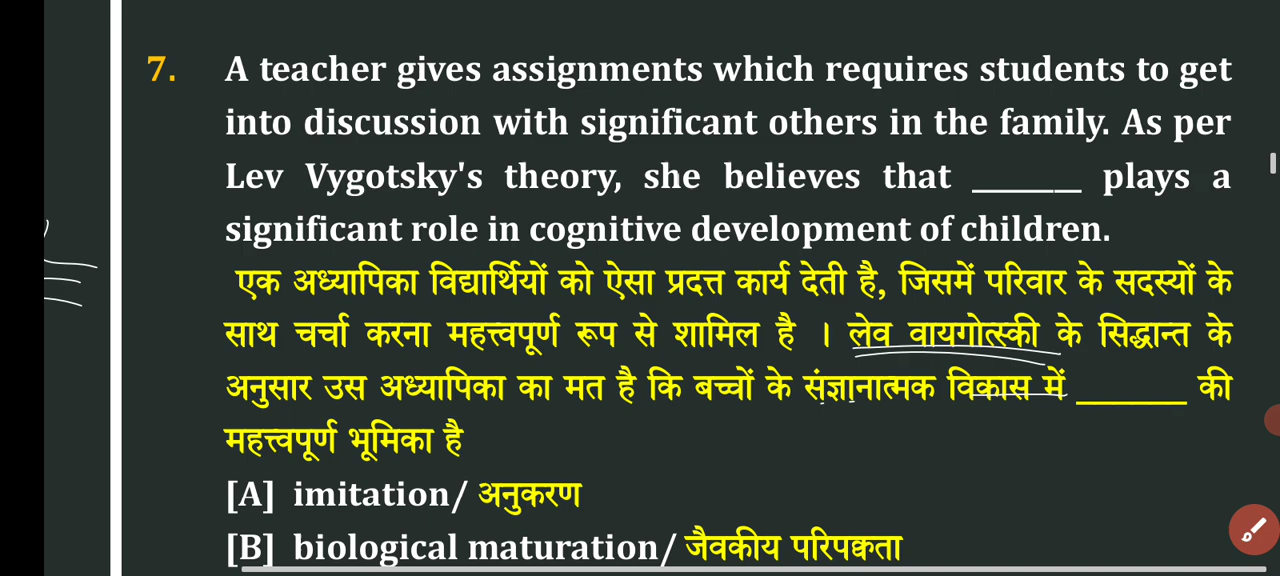 7. A teacher gives assignments which requires students to get
into discussion with significant others in the family. As per
Lev Vygotsky's theory, she believes that ________ plays a
significant role in cognitive development of children.
एक अध्यापिका विद्यार्थियों को ऐसा प्रदत्त कार्य देती है, जिसमें परिवार के सदस्यों के
साथ चर्चा करना महत्त्वपूर्ण रूप से शामिल है । लेव वायगोत्स्की के सिद्धान्त के
अनुसार उस अध्यापिका का मत है कि बच्चों के संज्ञानात्मक विकास में ________ की
महत्त्वपूर्ण भूमिका है
[A] imitation/ अनुकरण
[B] biological maturation/ जैवकीय परिपक्वता